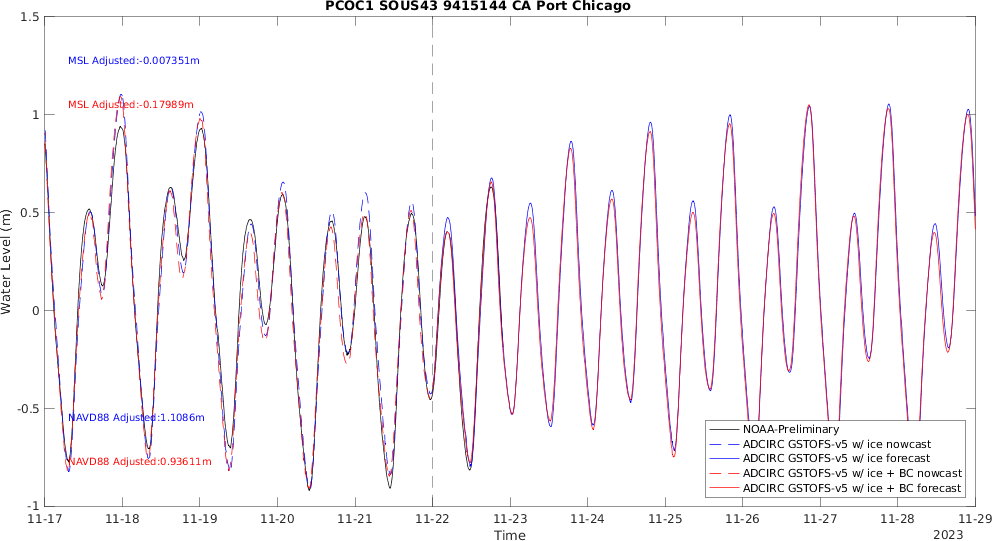 PCOC1 SOUS43 9415144 CA Port Chicago
1.5
1
0.5
0
-0.5
-1
Water Level (m)
MSL Adjusted:-0.007351m
MSL Adjusted:-0.17989m
NAVD88 Adjusted:1.1086m
NAVD88 Adjusted:0.93611m
NOAA-Preliminary
ADCIRC GSTOFS-v5 w/ ice nowcast
ADCIRC GSTOFS-v5 w/ ice forecast
ADCIRC GSTOFS-v5 w/ ice + BC nowcast
ADCIRC GSTOFS-v5 w/ ice + BC forecast
11-17 11-18 11-19 11-20 11-21 11-22 11-23 11-24 11-25 11-26 11-27 11-28 11-29
Time
2023